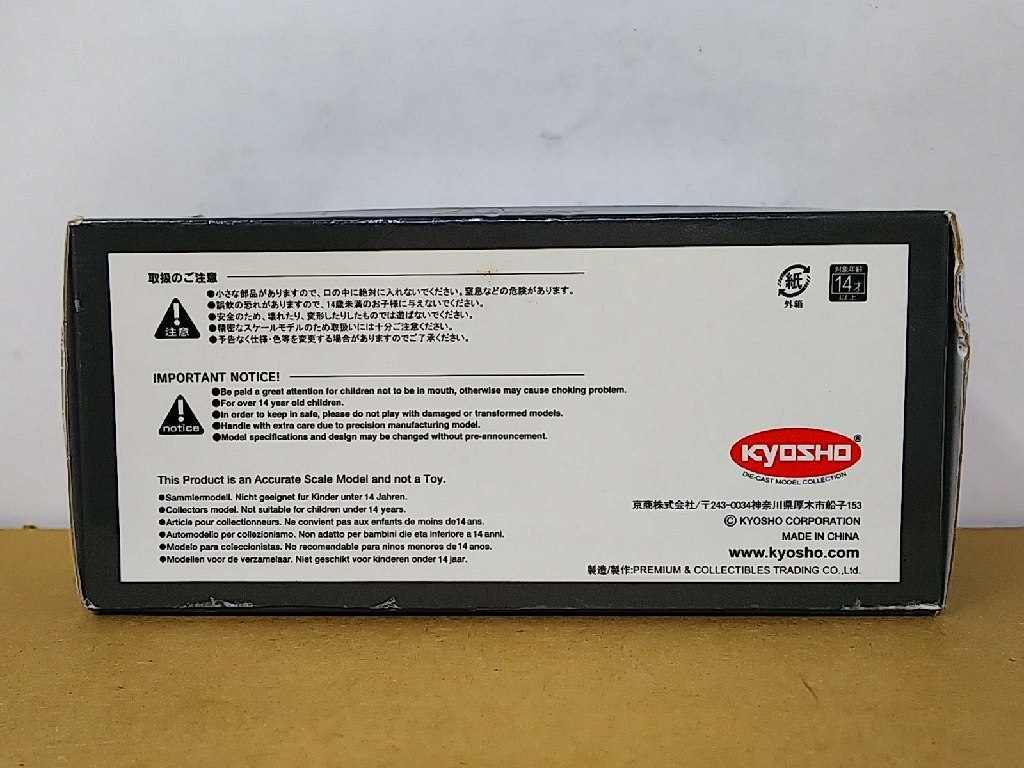 取扱のご注意
注意
●小さな部品がありますので、口の中に絶対に入れないでください。窒息などの危険があります。
●誤飲の恐れがありますので、14歳未満のお子様に与えないでください。
●安全のため、壊れたり、変形したりしたものでは遊ばないでください。
●精密なスケールモデルのため取扱いには十分ご注意ください。
●予告なく仕様・色等を変更する場合がありますのでご了承ください。
紙
外箱
対象年齢
14才
以上
IMPORTANT NOTICE!
notice
●Be paid a great attention for children not to be in mouth, otherwise may cause choking problem.
●For over 14 year old children.
●In order to keep in safe, please do not play with damaged or transformed models.
●Handle with extra care due to precision manufacturing model.
●Model specifications and design may be changed without pre-announcement.
This Product is an Accurate Scale Model and not a Toy.
●Sammlermodell. Nicht geeignet fur Kinder unter 14 Jahren.
●Collectors model. Not suitable for children under 14 years.
●Article pour collectionneurs. Ne convient pas aux enfants de moins de14 ans.
●Automodello per collezionismo. Non adatto per bambini die eta inferiore a 14 anni.
●Modelo para coleccionistas. No recomendable para ninos menores de 14 anos.
●Modellen voor de verzamelaar. Niet geschikt voor kinderen onder 14 jaar.
KYOSHO®
DIE-CAST MODEL COLLECTION
京商株式会社/〒243-0034神奈川県厚木市船子153
© KYOSHO CORPORATION
MADE IN CHINA
www.kyosho.com
製造/製作:PREMIUM & COLLECTIBLES TRADING CO.,Ltd.